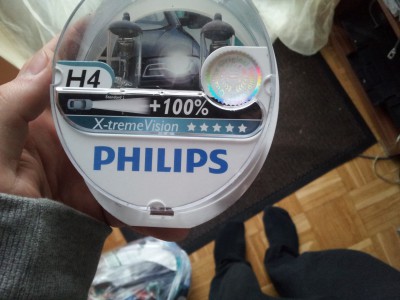 H4
+100%
X-tremeVision
PHILIPS